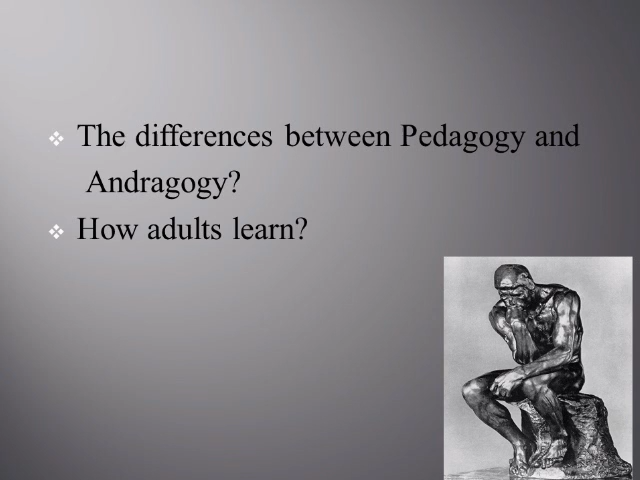 ❖ The differences between Pedagogy and
Andragogy?
❖ How adults learn?